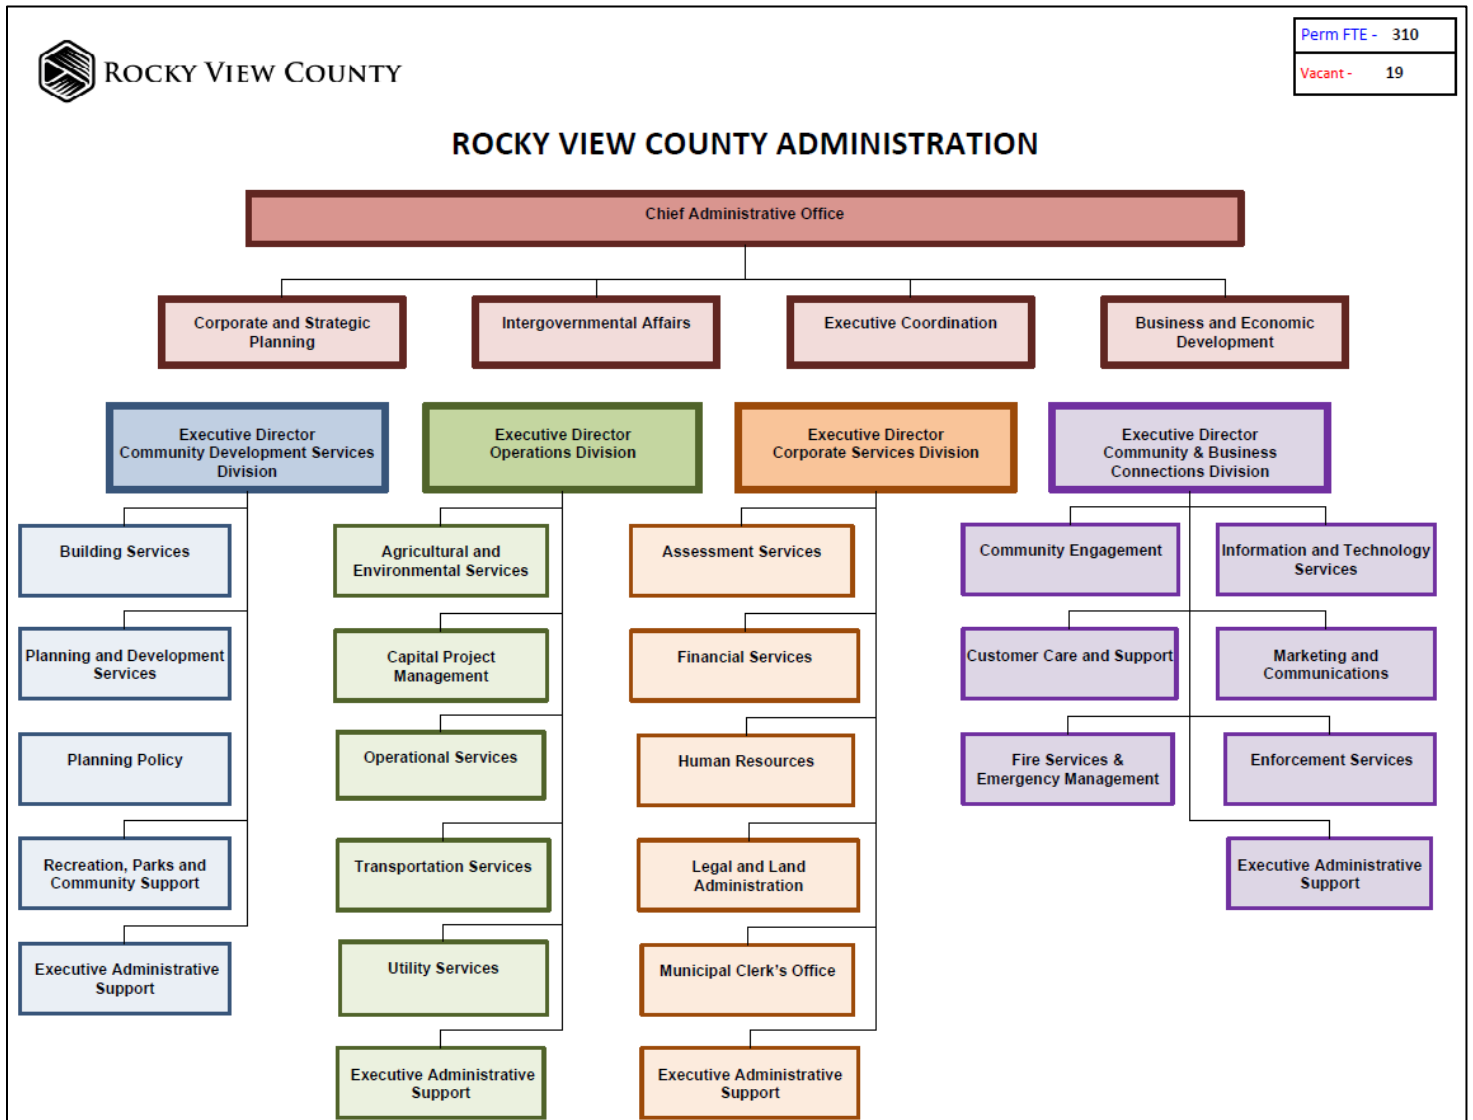 ROCKY VIEW COUNTY
Perm FTE - 310
Vacant - 19
ROCKY VIEW COUNTY ADMINISTRATION
Chief Administrative Office
Corporate and Strategic
Planning
Intergovernmental Affairs
Executive Coordination
Business and Economic
Development
Executive Director
Community Development Services
Division
Executive Director
Operations Division
Executive Director
Corporate Services Division
Executive Director
Community & Business
Connections Division
Building Services
Agricultural and
Environmental Services
Assessment Services
Community Engagement
Information and Technology
Services
Planning and Development
Services
Capital Project
Management
Financial Services
Customer Care and Support
Marketing and
Communications
Planning Policy
Operational Services
Human Resources
Fire Services &
Emergency Management
Enforcement Services
Recreation, Parks and
Community Support
Transportation Services
Legal and Land
Administration
Executive Administrative
Support
Executive Administrative
Support
Utility Services
Municipal Clerk's Office
Executive Administrative
Support
Executive Administrative
Support